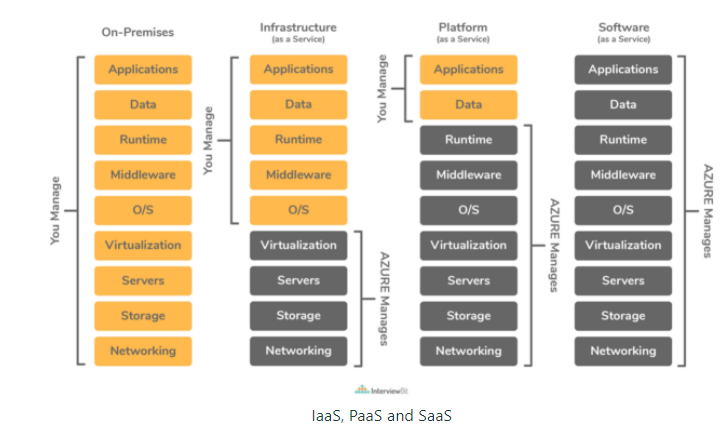 On-Premises
Infrastructure
(as a Service)
Platform
(as a Service)
Software
(as a Service)
You Manage
Applications
Data
Runtime
Middleware
O/S
Virtualization
Servers
Storage
Networking
You Manage
Applications
Data
Runtime
Middleware
O/S
Virtualization
Servers
Storage
Networking
AZURE Manages
You Manage
Applications
Data
Runtime
Middleware
O/S
Virtualization
Servers
Storage
Networking
AZURE Manages
Applications
Data
Runtime
Middleware
O/S
Virtualization
Servers
Storage
Networking
AZURE Manages
InterviewBit
IaaS, PaaS and SaaS